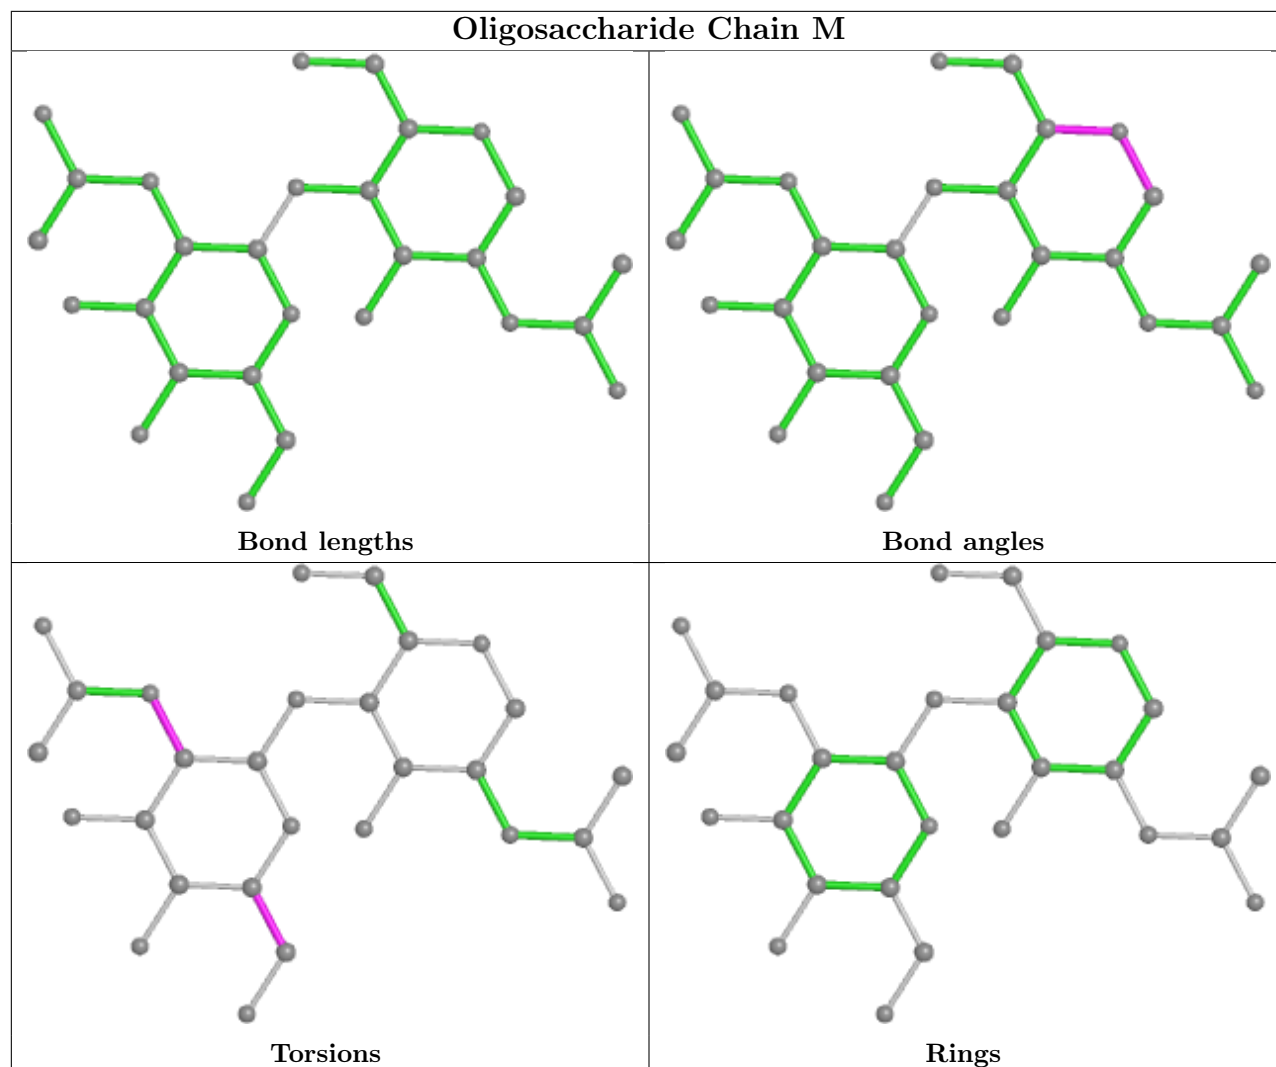 Oligosaccharide Chain M
Bond lengths
Bond angles
Torsions
Rings